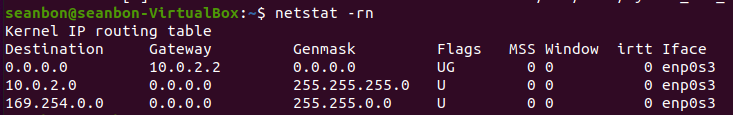 seanbon@seanbon-VirtualBox:~$ netstat -rn
Kernel IP routing table
Destination     Gateway         Genmask         Flags   MSS Window  irtt Iface
0.0.0.0         10.0.2.2        0.0.0.0         UG        0 0          0 enp0s3
10.0.2.0        0.0.0.0         255.255.255.0   U         0 0          0 enp0s3
169.254.0.0     0.0.0.0         255.255.0.0     U         0 0          0 enp0s3